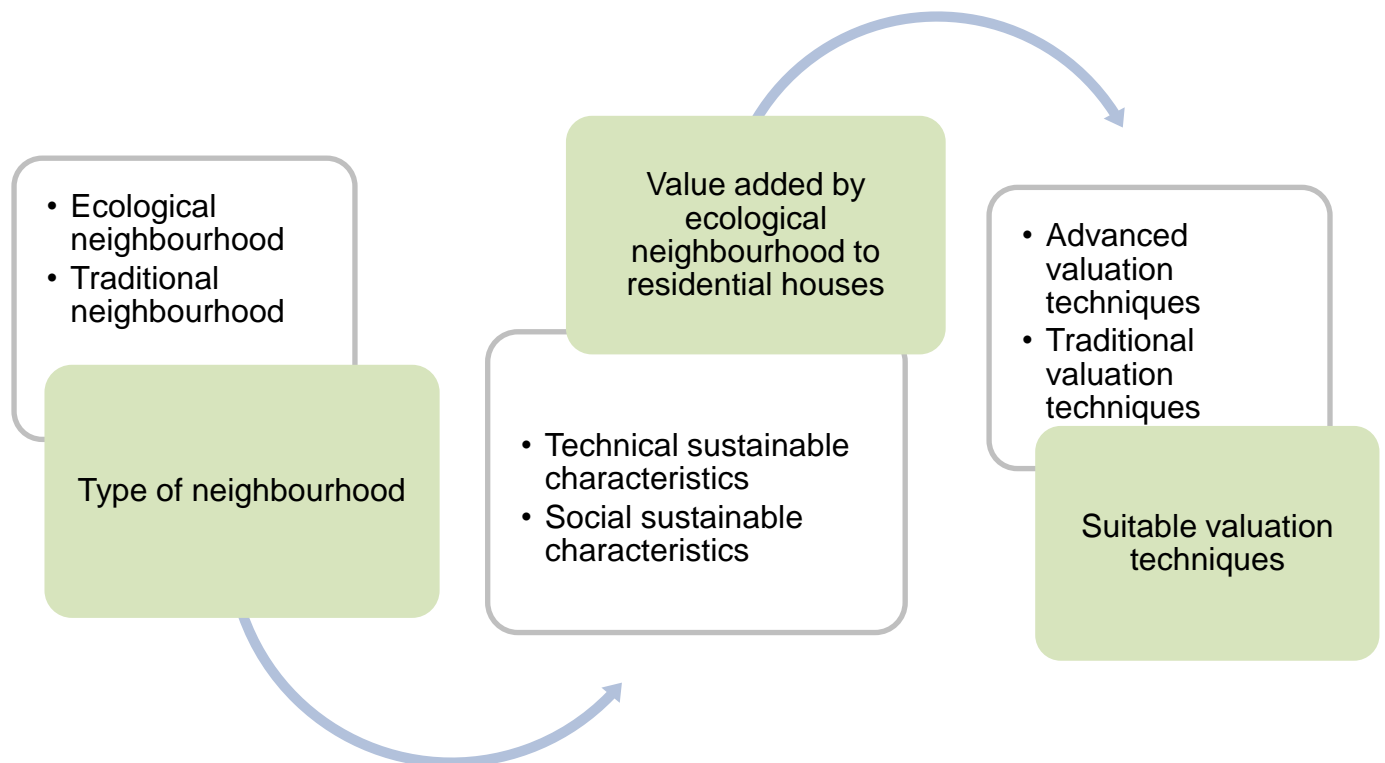 • Ecological
neighbourhood
• Traditional
neighbourhood
Type of neighbourhood
Value added by
ecological
neighbourhood to
residential houses
• Technical sustainable
characteristics
• Social sustainable
characteristics
• Advanced
valuation
techniques
• Traditional
valuation
techniques
Suitable valuation
techniques